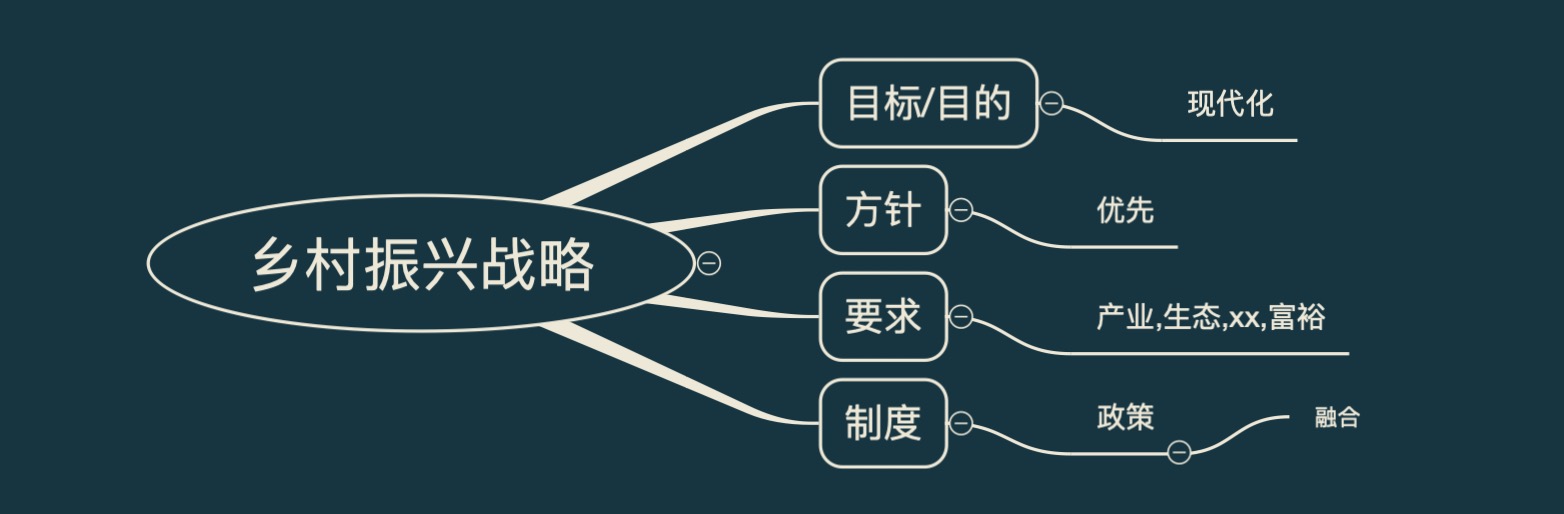 乡村振兴战略
目标/目的
现代化
方针
优先
要求
产业,生态,xx,富裕
制度
政策
融合